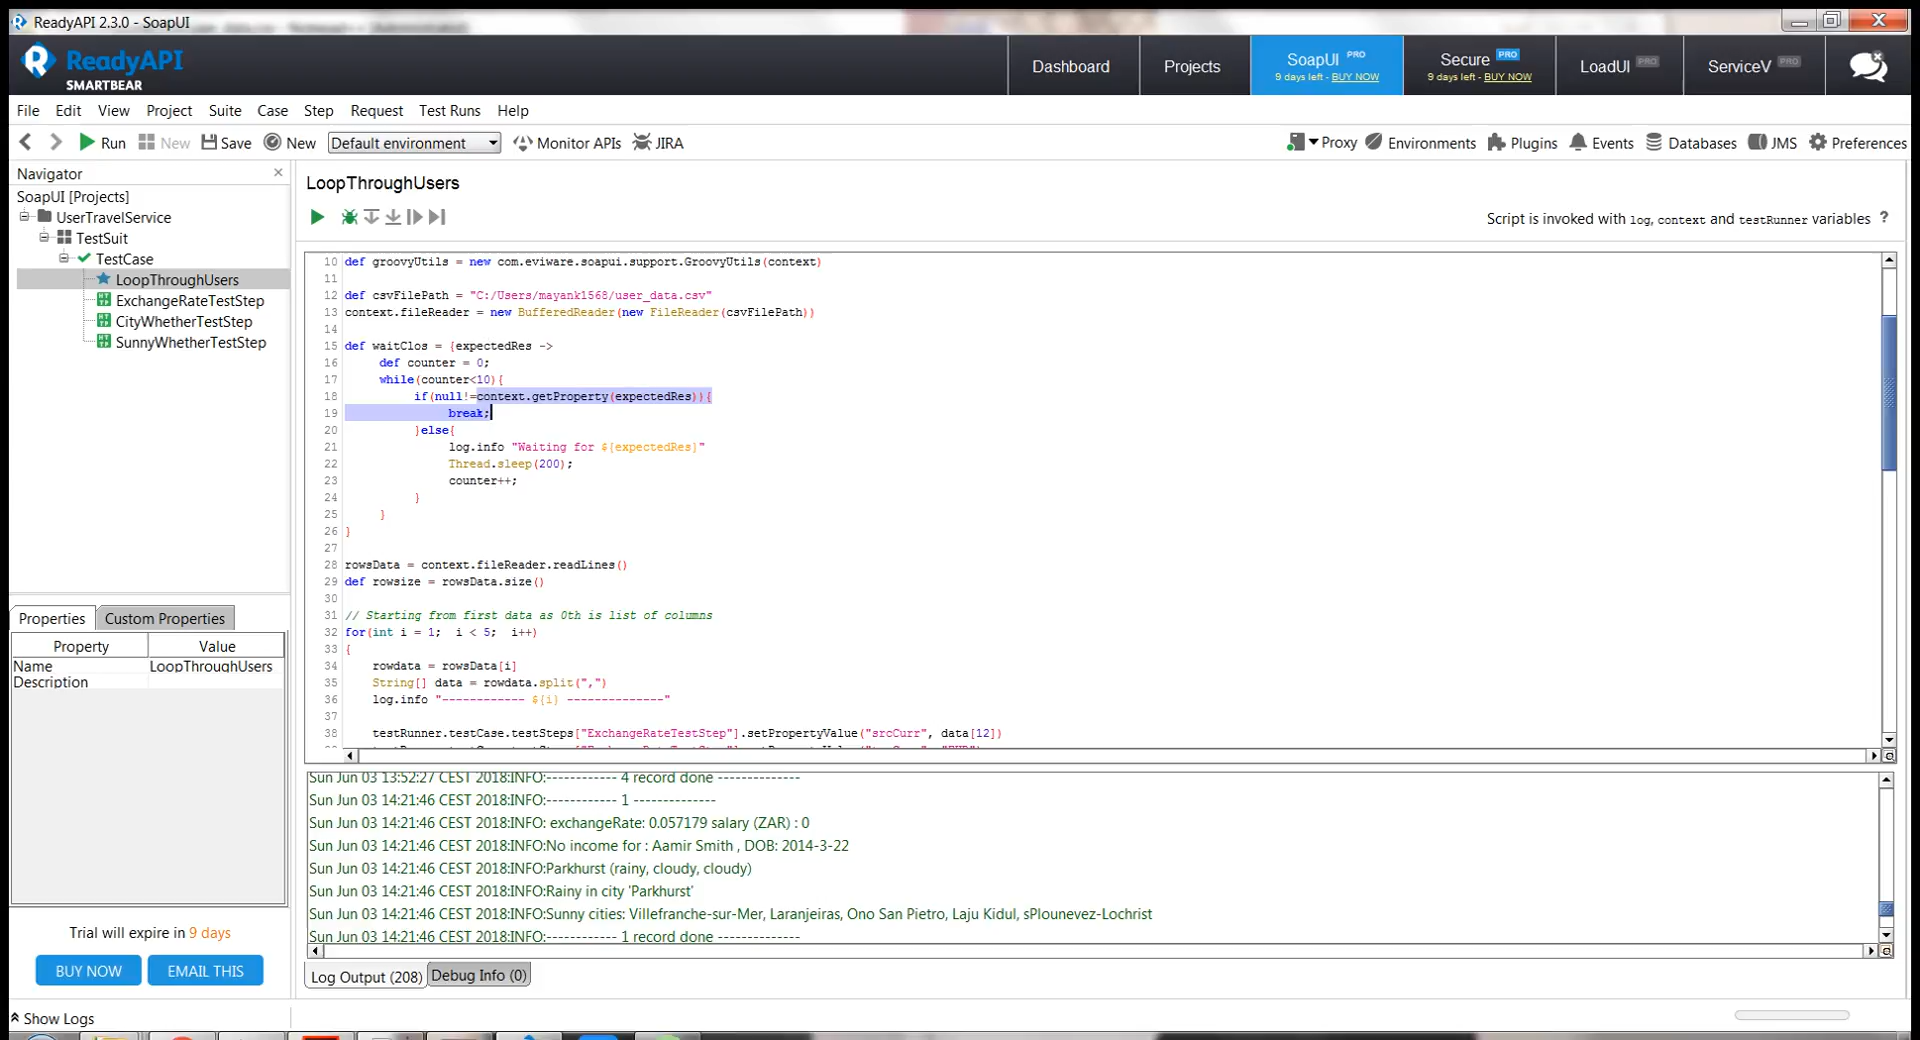 ReadyAPI 2.3.0 - SoapUI
ReadyAPI
SMARTBEAR
Dashboard
Projects
SoapUI PRO
9 days left - BUY NOW
Secure PRO
9 days left - BUY NOW
LoadUI PRO
ServiceV PRO
File Edit View Project Suite Case Step Request Test Runs Help
Run New Save New Default environment Monitor APIs JIRA Proxy Environments Plugins Events Databases JMS Preferences
Navigator
SoapUI [Projects]
UserTravelService
TestSuit
TestCase
LoopThroughUsers
ExchangeRateTestStep
CityWhetherTestStep
SunnyWhetherTestStep
Properties Custom Properties
Property Value
Name LoopThroughUsers
Description
Trial will expire in 9 days
BUY NOW EMAIL THIS
Show Logs
LoopThroughUsers
Script is invoked with log, context and testRunner variables ?
10 def groovyUtils = new com.eviware.soapui.support.GroovyUtils(context)
11
12 def csvFilePath = "C:/Users/mayank1568/user_data.csv"
13 context.fileReader = new BufferedReader(new FileReader(csvFilePath))
14
15 def waitClos = {expectedRes ->
16 def counter = 0;
17 while(counter<10){
18 if(null!=context.getProperty(expectedRes)){
19 break;
20 }else{
21 log.info "Waiting for ${expectedRes}"
22 Thread.sleep(200);
23 counter++;
24 }
25 }
26 }
27
28 rowsData = context.fileReader.readLines()
29 def rowsize = rowsData.size()
30
31 // Starting from first data as 0th is list of columns
32 for(int i = 1; i < 5; i++)
33 {
34 rowdata = rowsData[i]
35 String[] data = rowdata.split(",")
36 log.info "------------ ${i} --------------"
37
38 testRunner.testCase.testSteps["ExchangeRateTestStep"].setPropertyValue("srcCurr", data[12])
Sun Jun 03 13:52:27 CEST 2018:INFO:------------ 4 record done --------------
Sun Jun 03 14:21:46 CEST 2018:INFO:------------ 1 --------------
Sun Jun 03 14:21:46 CEST 2018:INFO: exchangeRate: 0.057179 salary (ZAR) : 0
Sun Jun 03 14:21:46 CEST 2018:INFO:No income for : Aamir Smith , DOB: 2014-3-22
Sun Jun 03 14:21:46 CEST 2018:INFO:Parkhurst (rainy, cloudy, cloudy)
Sun Jun 03 14:21:46 CEST 2018:INFO:Rainy in city 'Parkhurst'
Sun Jun 03 14:21:46 CEST 2018:INFO:Sunny cities: Villefranche-sur-Mer, Laranjeiras, Ono San Pietro, Laju Kidul, sPlounevez-Lochrist
Sun Jun 03 14:21:46 CEST 2018:INFO:------------ 1 record done --------------
Log Output (208) Debug Info (0)